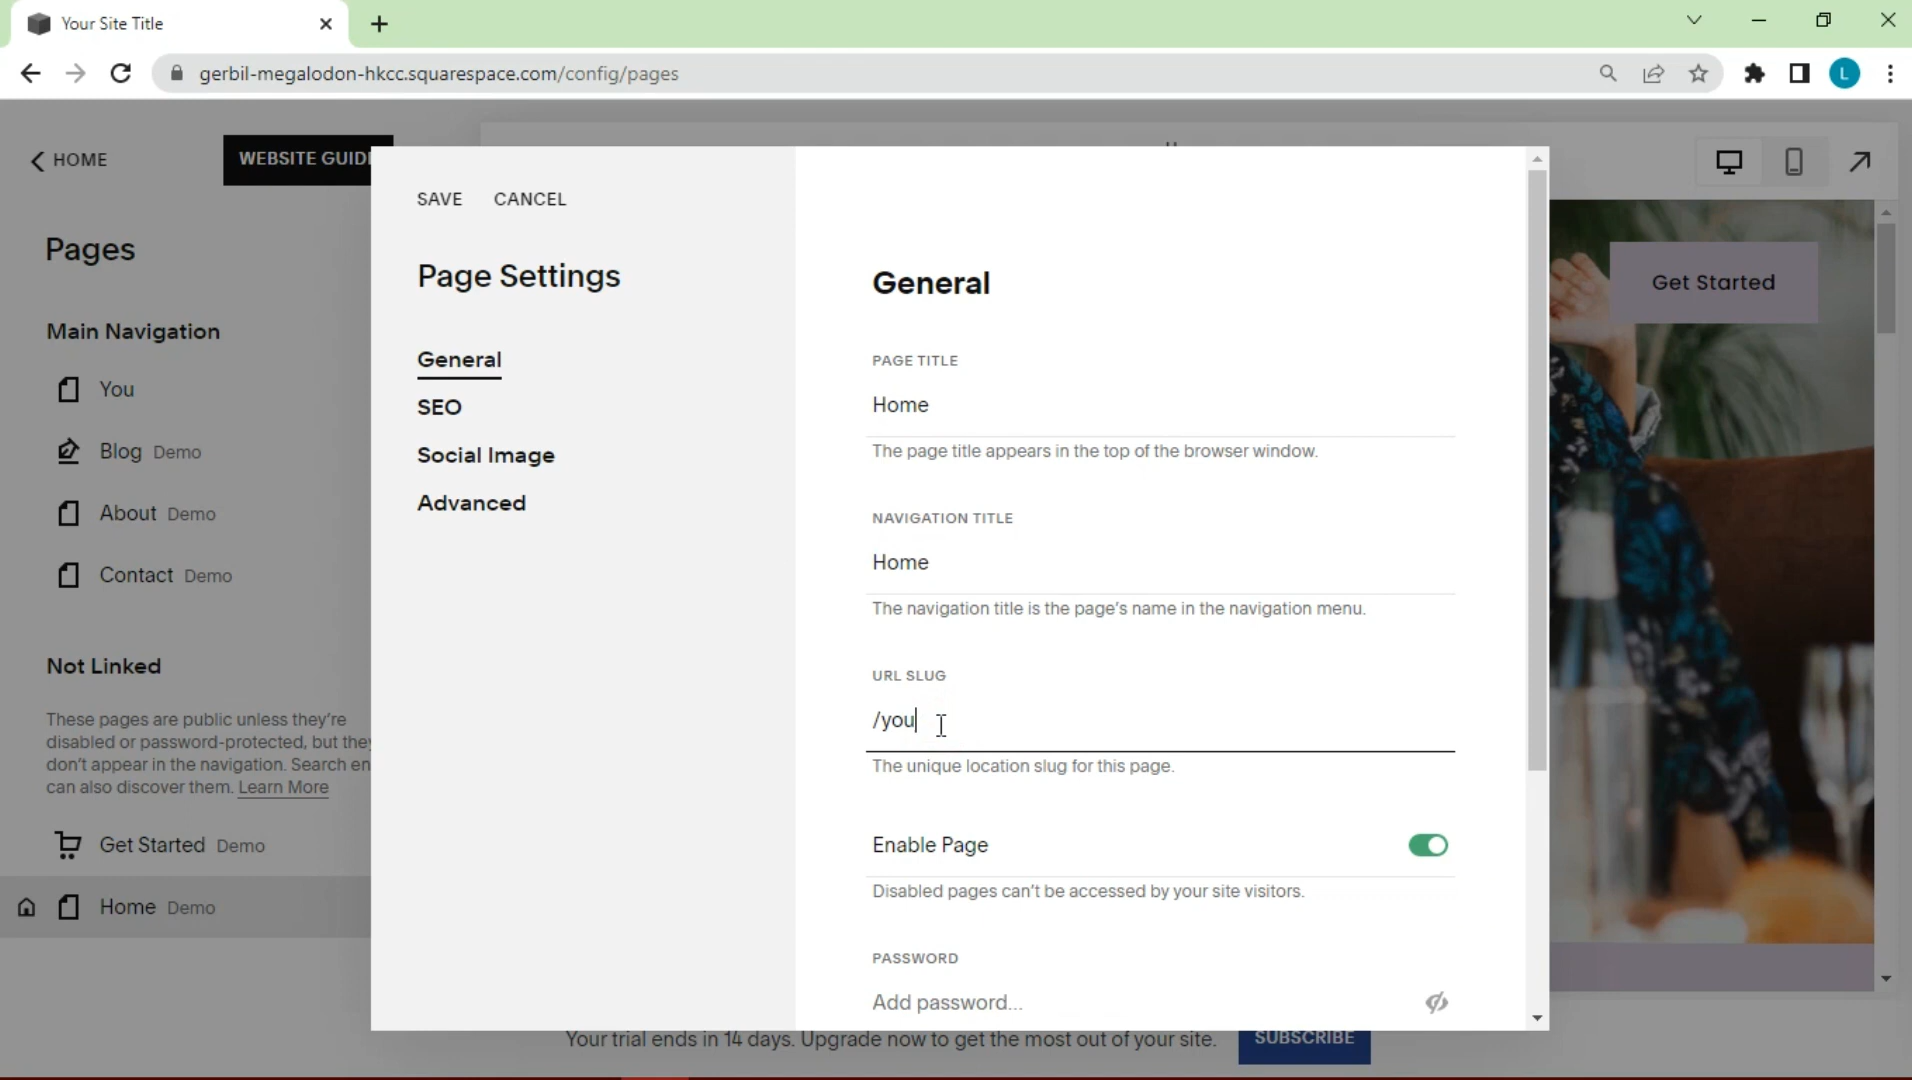 Your Site Title
gerbil-megalodon-hkcc.squarespace.com/config/pages
L
HOME
WEBSITE GUID
Pages
Main Navigation
You
Blog Demo
About Demo
Contact Demo
Not Linked
These pages are public unless they're
disabled or password-protected, but they
don't appear in the navigation. Search en
can also discover them. Learn More
Get Started Demo
Home Demo
SAVE CANCEL
Page Settings
General
SEO
Social Image
Advanced
General
PAGE TITLE
Home
The page title appears in the top of the browser window.
NAVIGATION TITLE
Home
The navigation title is the page's name in the navigation menu.
URL SLUG
/you
The unique location slug for this page.
Enable Page
Disabled pages can't be accessed by your site visitors.
PASSWORD
Add password...
Get Started
Your trial ends in 14 days. Upgrade now to get the most out of your site.
SUBSCRIBE